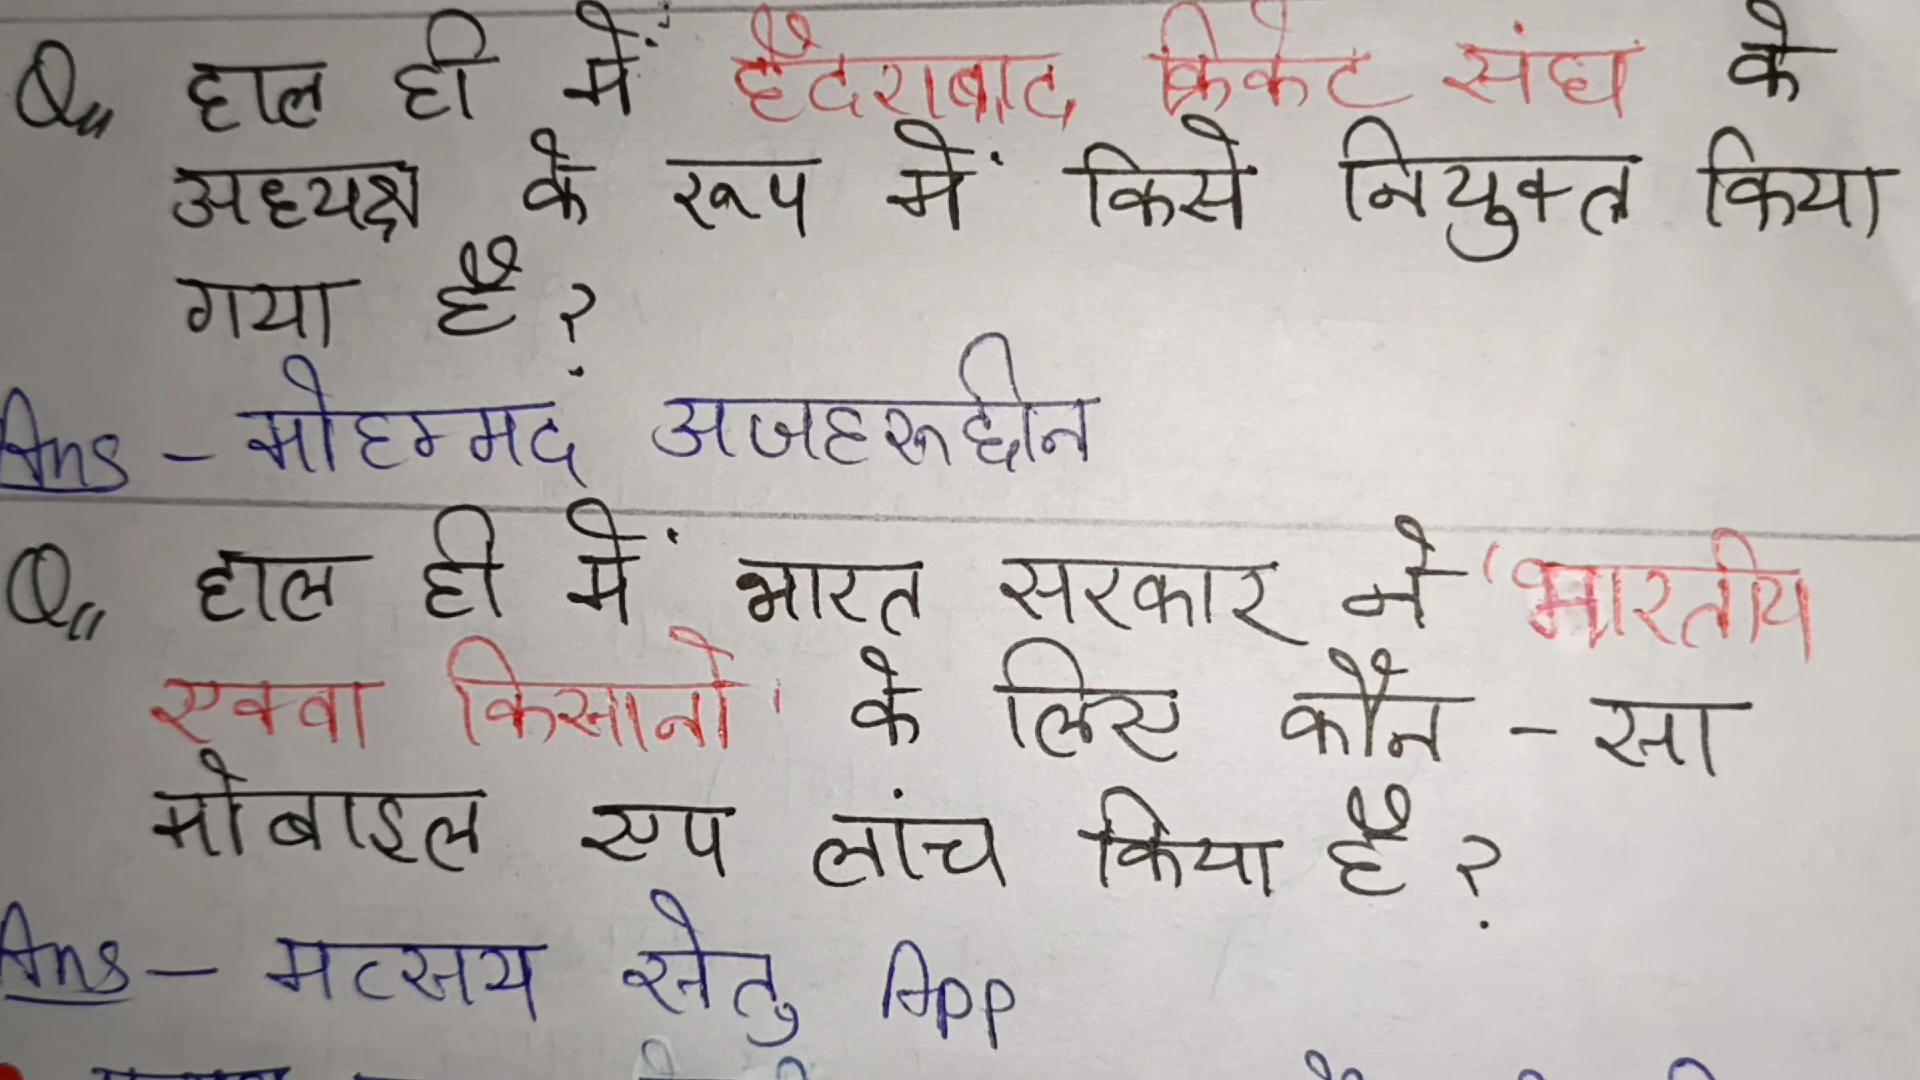 Q,, हाल ही में हैदराबाद क्रिकेट संघ के
अध्यक्ष के रूप में किसे नियुक्त किया
गया है?
Ans - मोहम्मद अजहरूद्दीन
Q,, हाल ही में भारत सरकार ने 'भारतीय
एक्वा किसानो' के लिए कौन - सा
मोबाइल एप लांच किया है?
Ans - मत्सय सेतु App